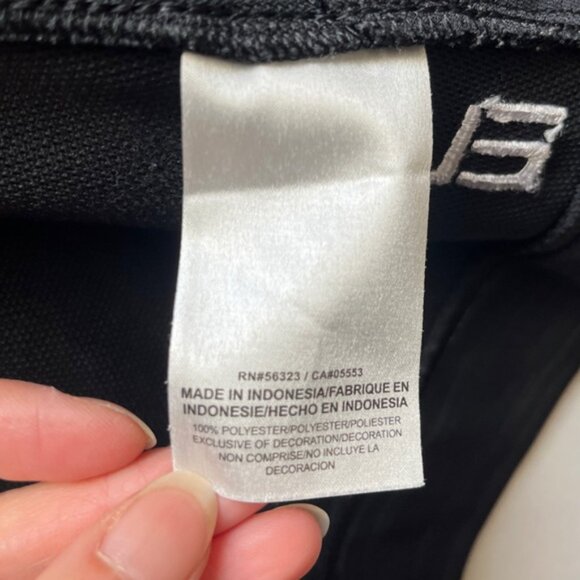 RN#56323 / CA#05553
MADE IN INDONESIA/FABRIQUE EN
INDONESIE/HECHO EN INDONESIA
100% POLYESTER/POLYESTER/POLIESTER
EXCLUSIVE OF DECORATION/DECORATION
NON COMPRISE/NO INCLUYE LA
DECORACION